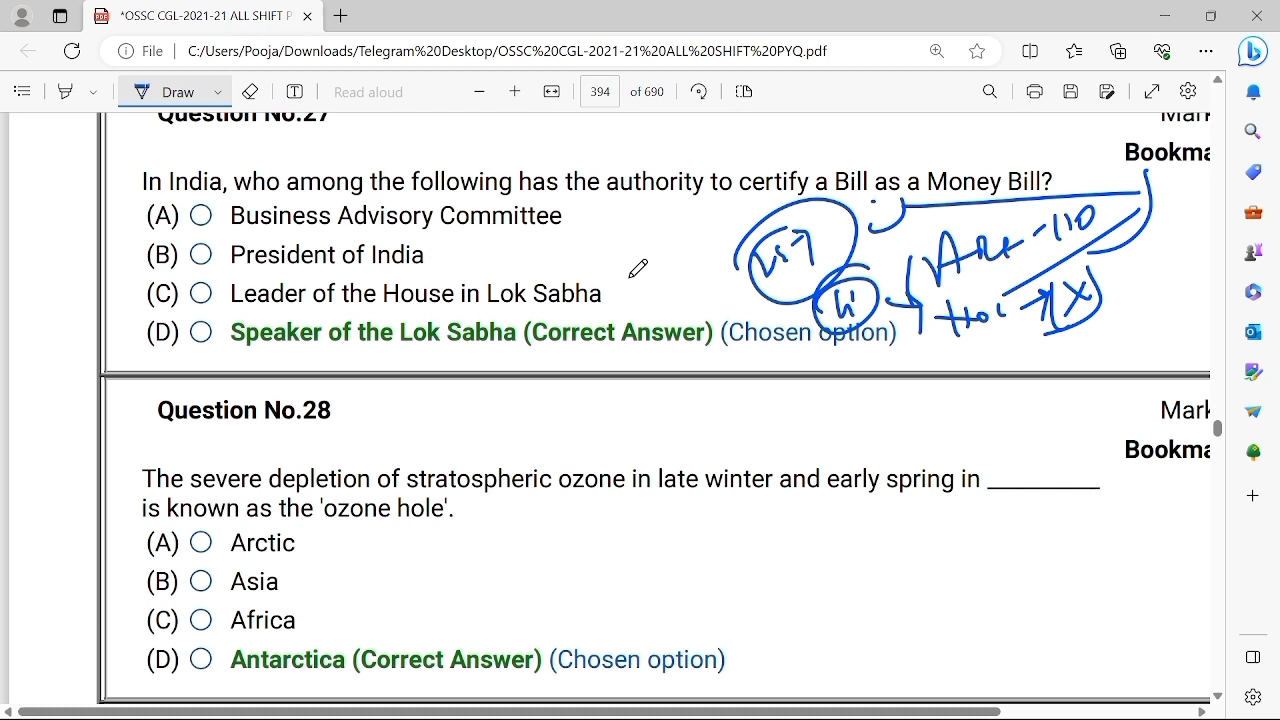 *OSSC CGL-2021-21 ALL SHIFT P
File
C:/Users/Pooja/Downloads/Telegram%20Desktop/OSSC%20CGL-2021-21%20ALL%20SHIFT%20PYQ.pdf
Draw
Read aloud
394
of 690
Question No.27
Mark
Bookma
In India, who among the following has the authority to certify a Bill as a Money Bill?
(A) Business Advisory Committee
(B) President of India
(C) Leader of the House in Lok Sabha
(D) Speaker of the Lok Sabha (Correct Answer) (Chosen option)
Art-110
Question No.28
Mark
Bookma
The severe depletion of stratospheric ozone in late winter and early spring in ________
is known as the 'ozone hole'.
(A) Arctic
(B) Asia
(C) Africa
(D) Antarctica (Correct Answer) (Chosen option)